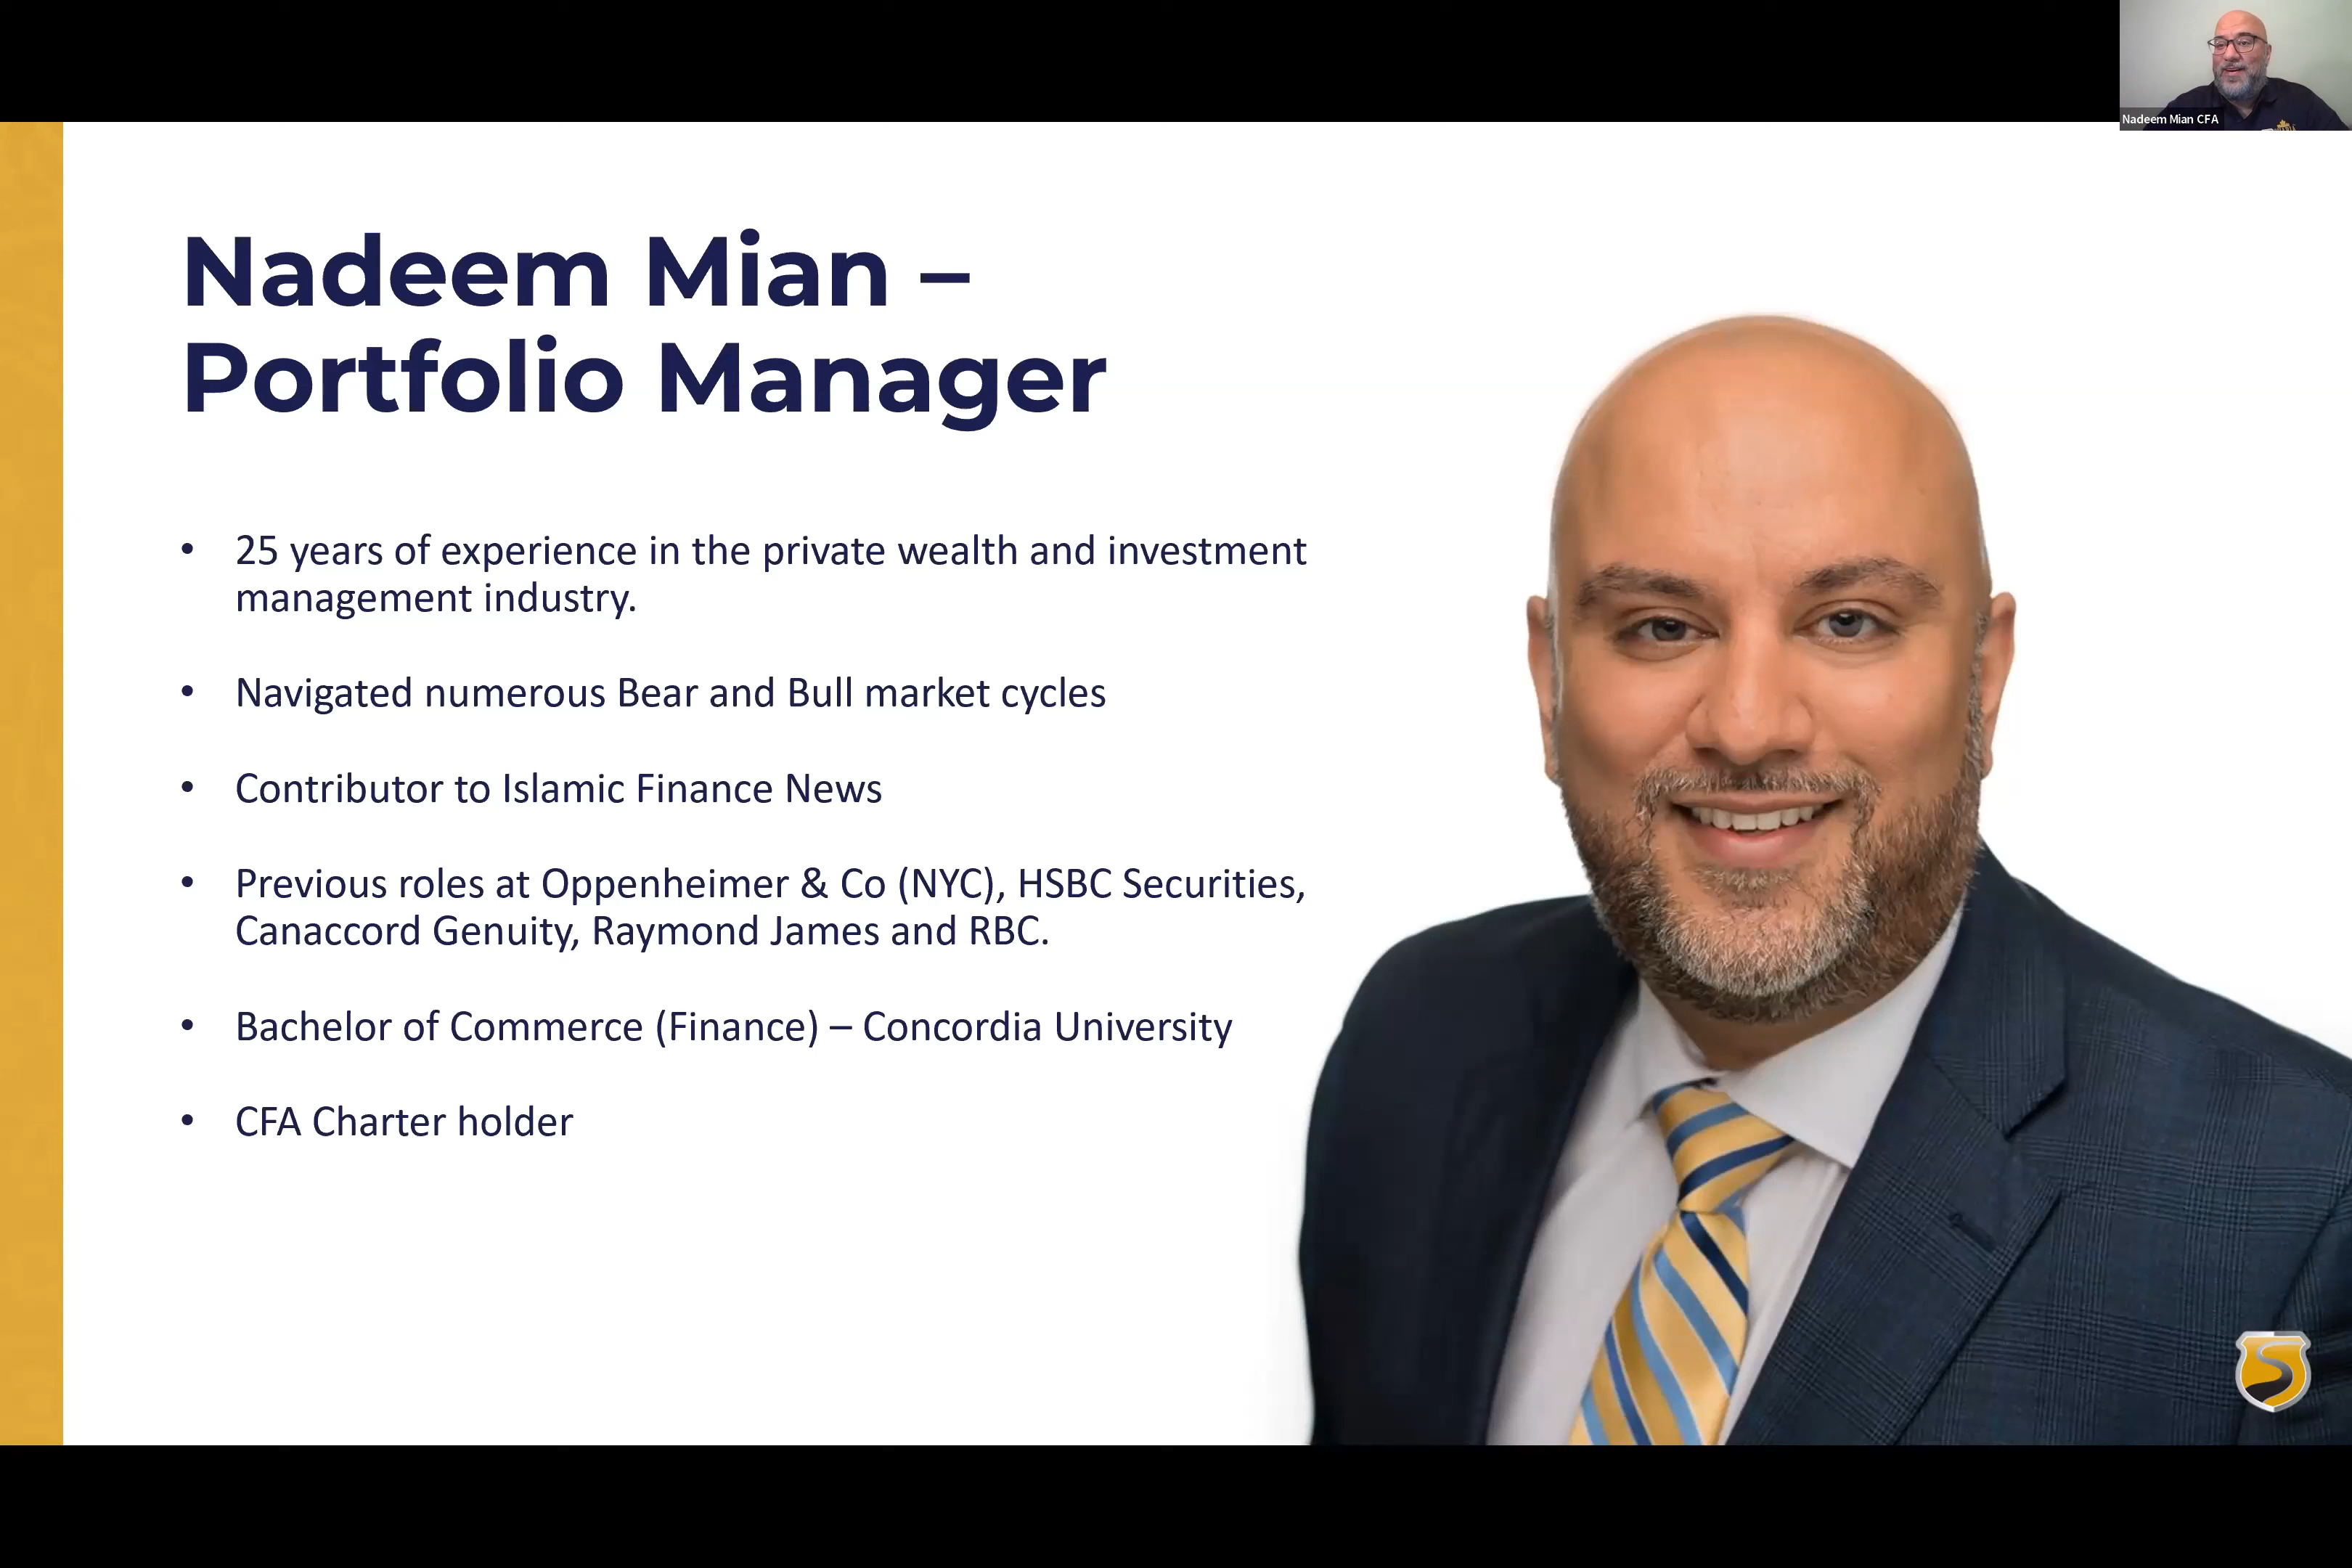 Nadeem Mian CFA
Nadeem Mian –
Portfolio Manager
• 25 years of experience in the private wealth and investment
management industry.
• Navigated numerous Bear and Bull market cycles
• Contributor to Islamic Finance News
• Previous roles at Oppenheimer & Co (NYC), HSBC Securities,
Canaccord Genuity, Raymond James and RBC.
• Bachelor of Commerce (Finance) – Concordia University
• CFA Charter holder